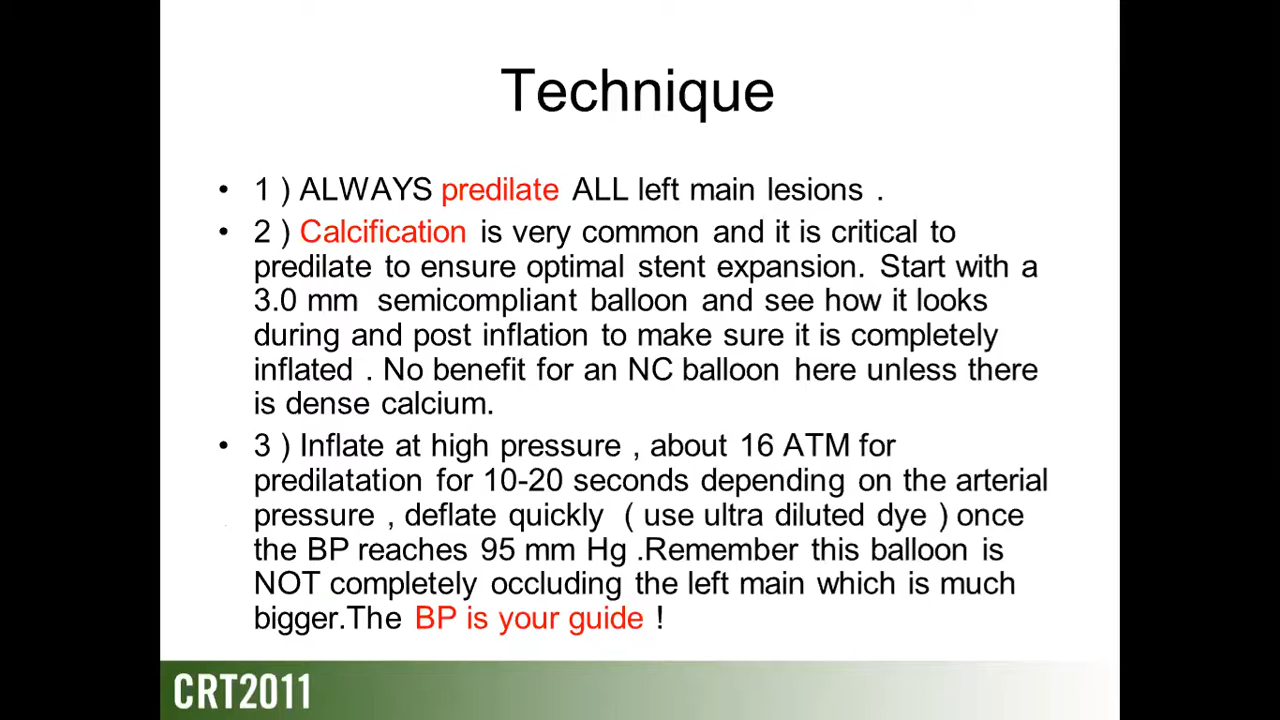 Technique
• 1 ) ALWAYS predilate ALL left main lesions .
• 2 ) Calcification is very common and it is critical to
predilate to ensure optimal stent expansion. Start with a
3.0 mm semicompliant balloon and see how it looks
during and post inflation to make sure it is completely
inflated . No benefit for an NC balloon here unless there
is dense calcium.
• 3 ) Inflate at high pressure , about 16 ATM for
predilatation for 10-20 seconds depending on the arterial
pressure , deflate quickly ( use ultra diluted dye ) once
the BP reaches 95 mm Hg .Remember this balloon is
NOT completely occluding the left main which is much
bigger.The BP is your guide !
CRT2011